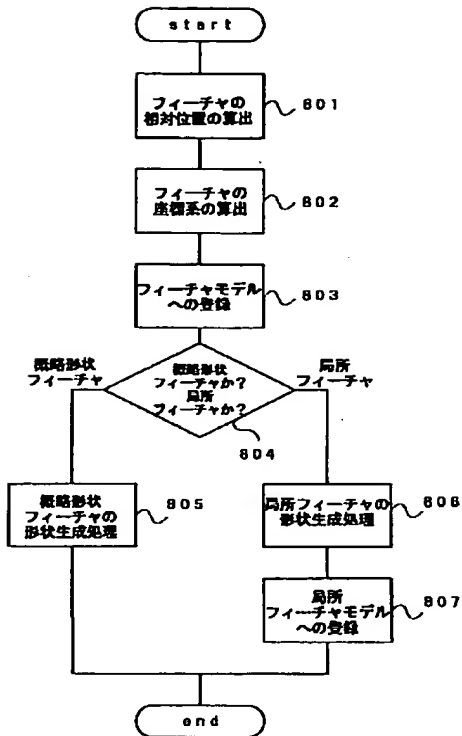 start
フィーチャの
相対位置の算出
801
フィーチャの
座標系の算出
802
フィーチャモデル
への登録
803
概略形状
フィーチャ
概略形状
フィーチャか?
局所
フィーチャか?
局所
フィーチャ
804
概略形状
フィーチャの
形状生成処理
805
局所フィーチャの
形状生成処理
806
局所
フィーチャモデル
への登録
807
end